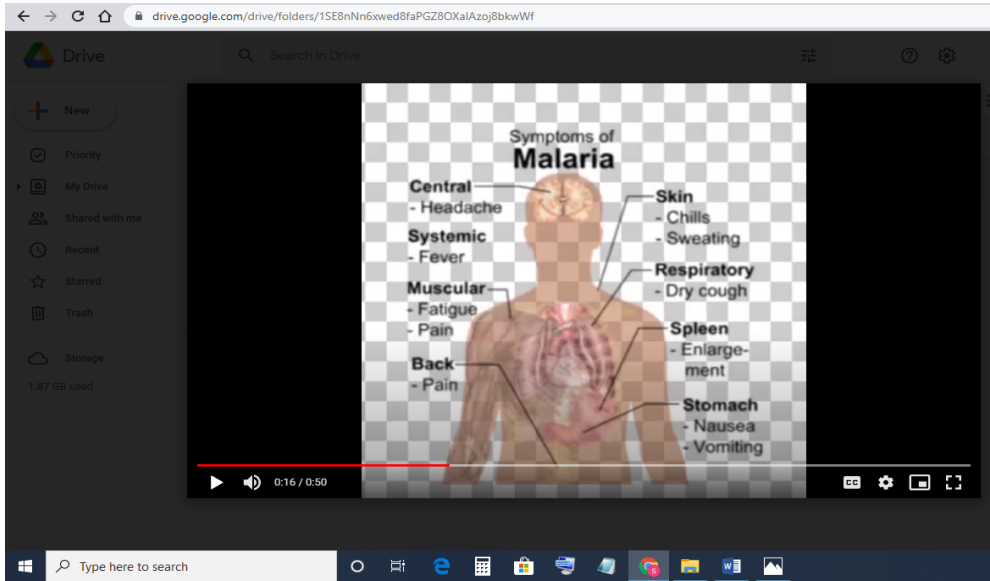 drive.google.com/drive/folders/1SE8nNn6xwed8faPGZ8OXalAzoj8bkwWf
Drive
Search in Drive
New
Priority
My Drive
Shared with me
Recent
Starred
Trash
Storage
1.87 GB used
Symptoms of
Malaria
Central
- Headache
Systemic
- Fever
Muscular
- Fatigue
- Pain
Back
- Pain
Skin
- Chills
- Sweating
Respiratory
- Dry cough
Spleen
- Enlarge-
ment
Stomach
- Nausea
- Vomiting
0:16 / 0:50
CC
Type here to search